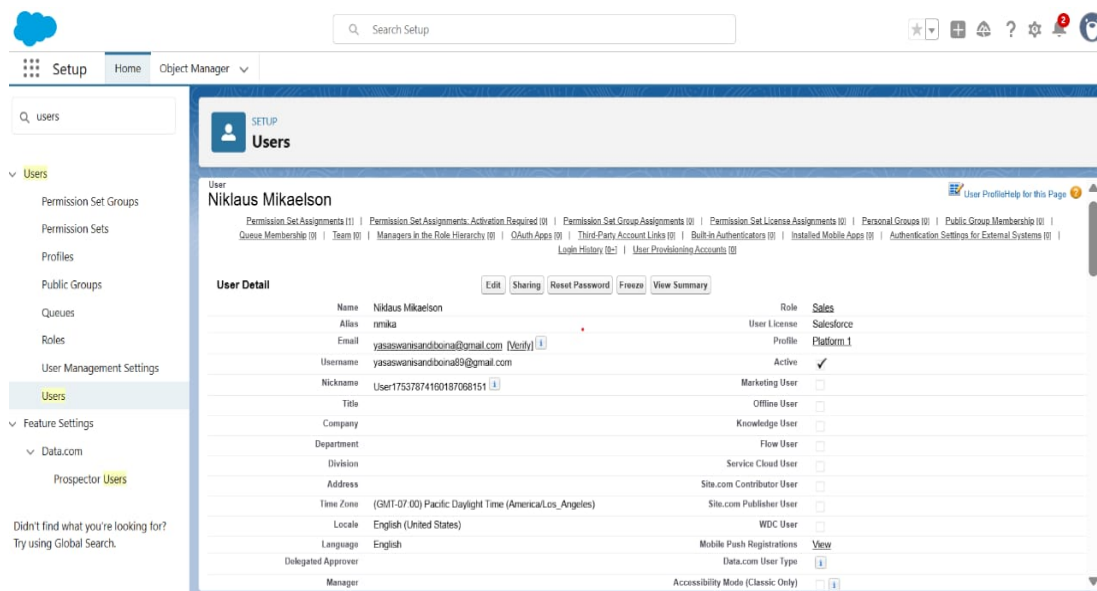 Search Setup
2
Setup Home Object Manager
users
SETUP
Users
Users
Permission Set Groups
Permission Sets
Profiles
Public Groups
Queues
Roles
User Management Settings
Users
Feature Settings
Data.com
Prospector Users
Didn't find what you're looking for?
Try using Global Search.
User
Niklaus Mikaelson
User Profile Help for this Page
Permission Set Assignments [1] | Permission Set Assignments: Activation Required [0] | Permission Set Group Assignments [0] | Permission Set License Assignments [0] | Personal Groups [0] | Public Group Membership [0] |
Queue Membership [0] | Team [0] | Managers in the Role Hierarchy [0] | OAuth Apps [0] | Third-Party Account Links [0] | Built-in Authenticators [0] | Installed Mobile Apps [0] | Authentication Settings for External Systems [0] |
Login History [0+] | User Provisioning Accounts [0]
User Detail Edit Sharing Reset Password Freeze View Summary
Name Niklaus Mikaelson Role Sales
Alias nmika User License Salesforce
Email yasaswanisandiboina@gmail.com [Verify] i Profile Platform 1
Username yasaswanisandiboina89@gmail.com Active
Nickname User17537874160187068151 i Marketing User
Title Offline User
Company Knowledge User
Department Flow User
Division Service Cloud User
Address Site.com Contributor User
Time Zone (GMT-07:00) Pacific Daylight Time (America/Los_Angeles) Site.com Publisher User
Locale English (United States) WDC User
Language English Mobile Push Registrations View
Delegated Approver Data.com User Type i
Manager Accessibility Mode (Classic Only) i